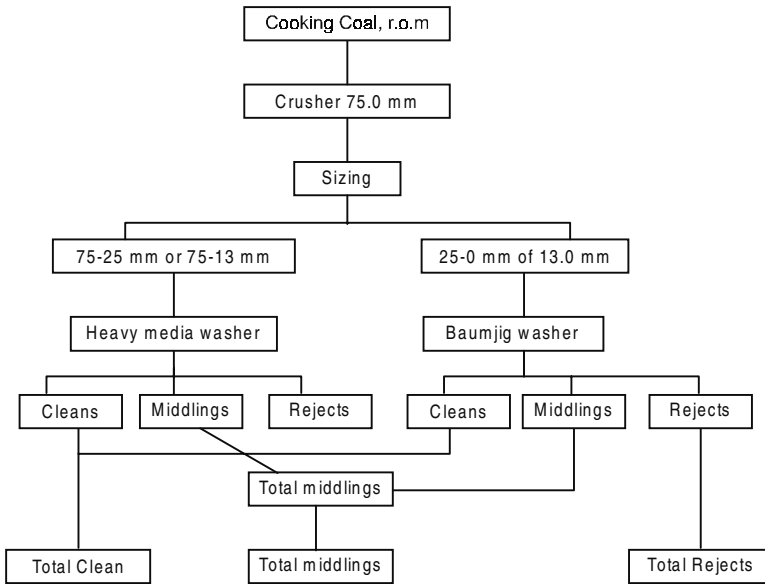 Cooking Coal, r.o.m
Crusher 75.0 mm
Sizing
75-25 mm or 75-13 mm
25-0 mm of 13.0 mm
Heavy media washer
Baumjig washer
Cleans
Middlings
Rejects
Cleans
Middlings
Rejects
Total middlings
Total Clean
Total middlings
Total Rejects